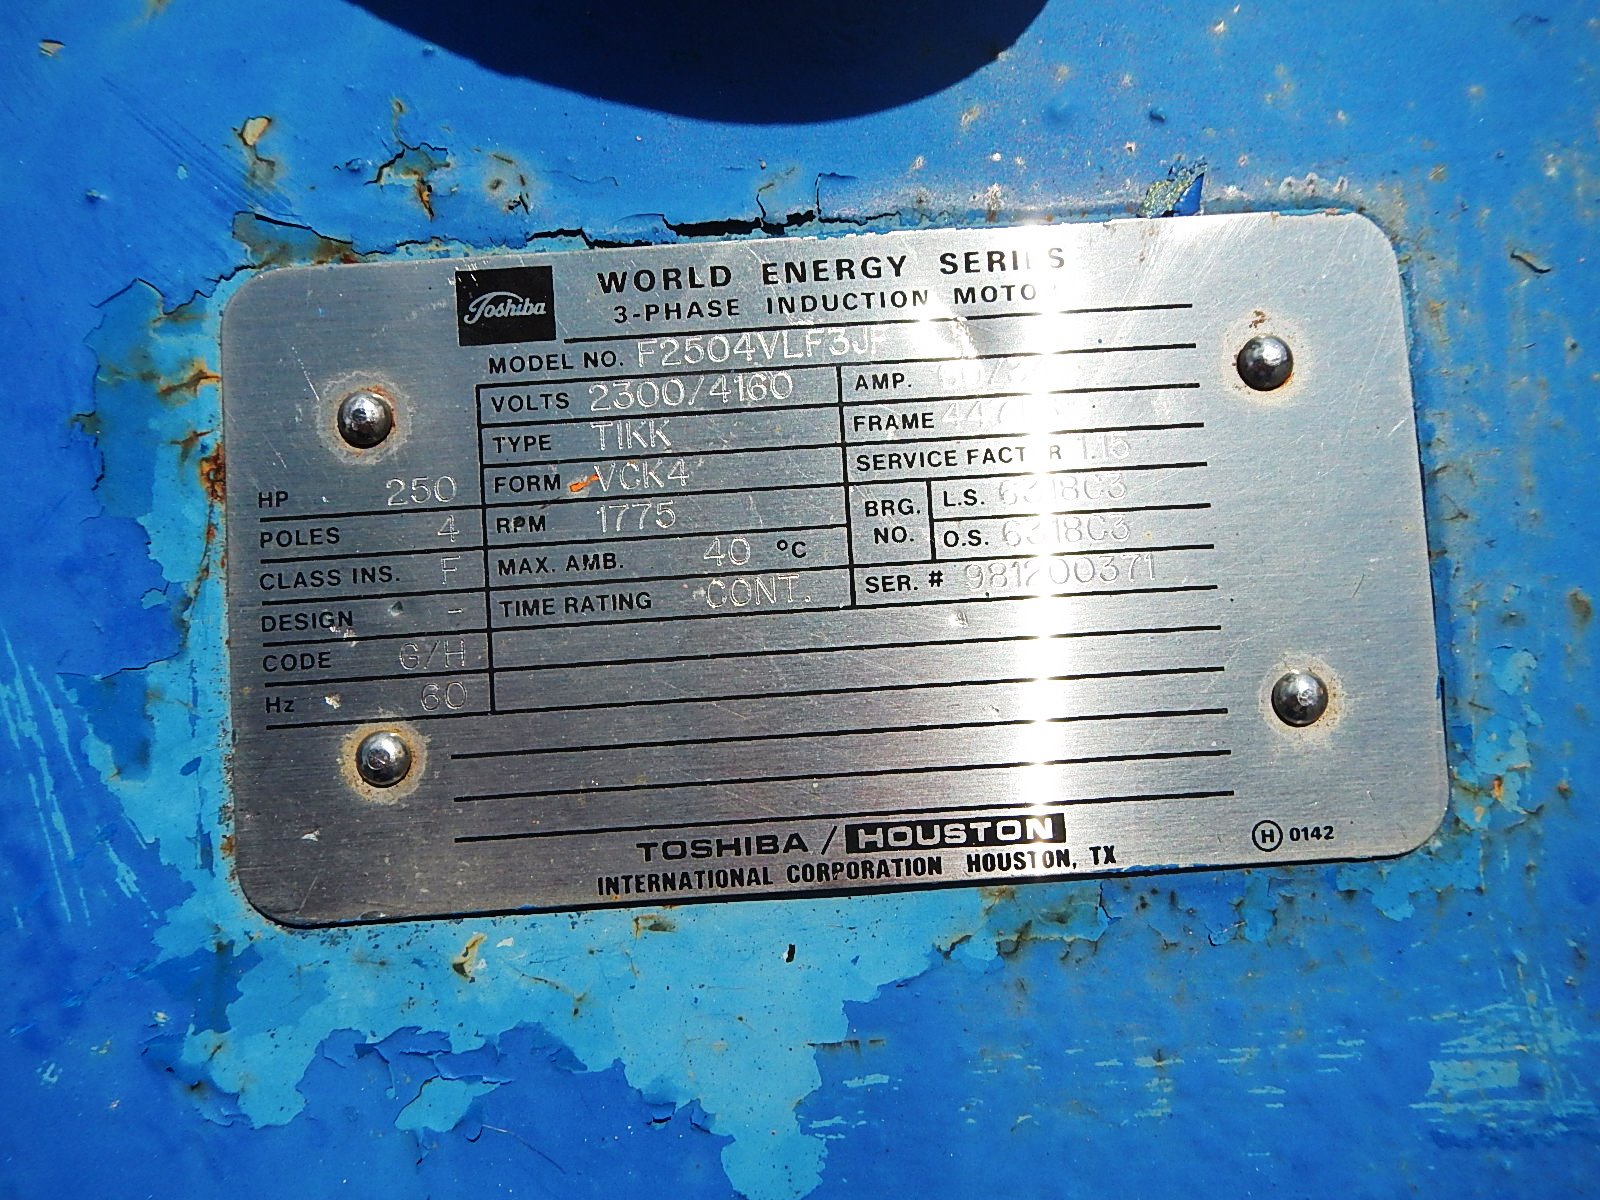 Toshiba
WORLD ENERGY SERIES
3-PHASE INDUCTION MOTO
MODEL NO.
VOLTS 2300/4160 AMP.
TYPE TIKK FRAME
FORM VCK4 SERVICE FACTOR 1.15
HP 250 RPM 1775 BRG. NO. L.S. 6318C3
POLES 4 MAX. AMB. 40 °C O.S. 6318C3
CLASS INS. F TIME RATING CONT. SER. # 981200371
DESIGN -
CODE G/H
Hz 60
TOSHIBA / HOUSTON
INTERNATIONAL CORPORATION HOUSTON, TX
H 0142